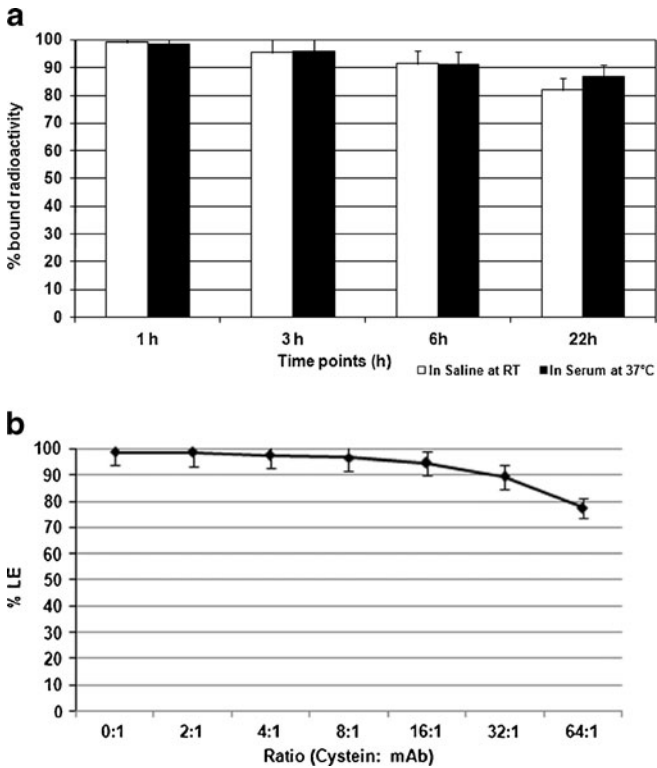 a
100
90
80
70
60
50
40
30
20
10
0
% bound radioactivity
1 h 3 h 6h 22h
Time points (h)
In Saline at RT In Serum at 37°C
b
100
90
80
70
60
50
40
30
20
10
0
% LE
0:1 2:1 4:1 8:1 16:1 32:1 64:1
Ratio (Cystein: mAb)